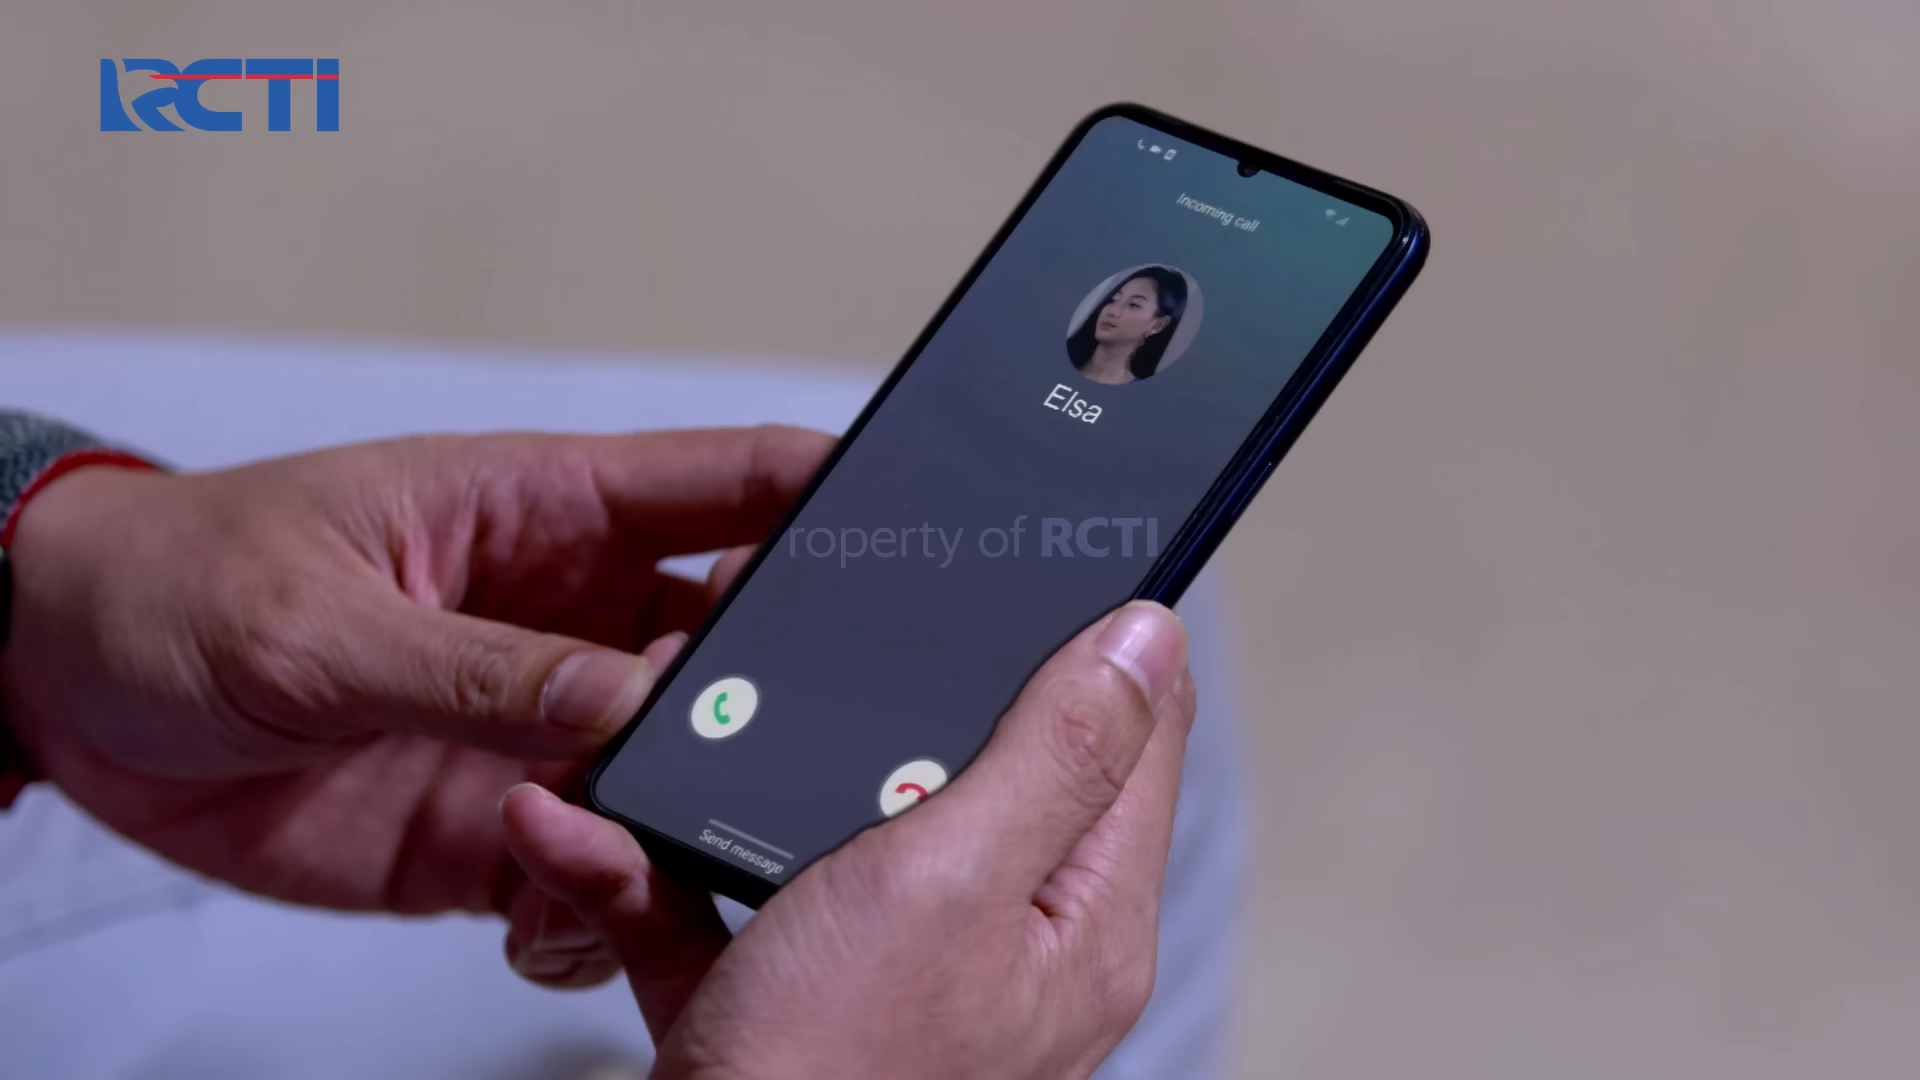 RCTI
Incoming call
Elsa
roperty of RCTI
Send message